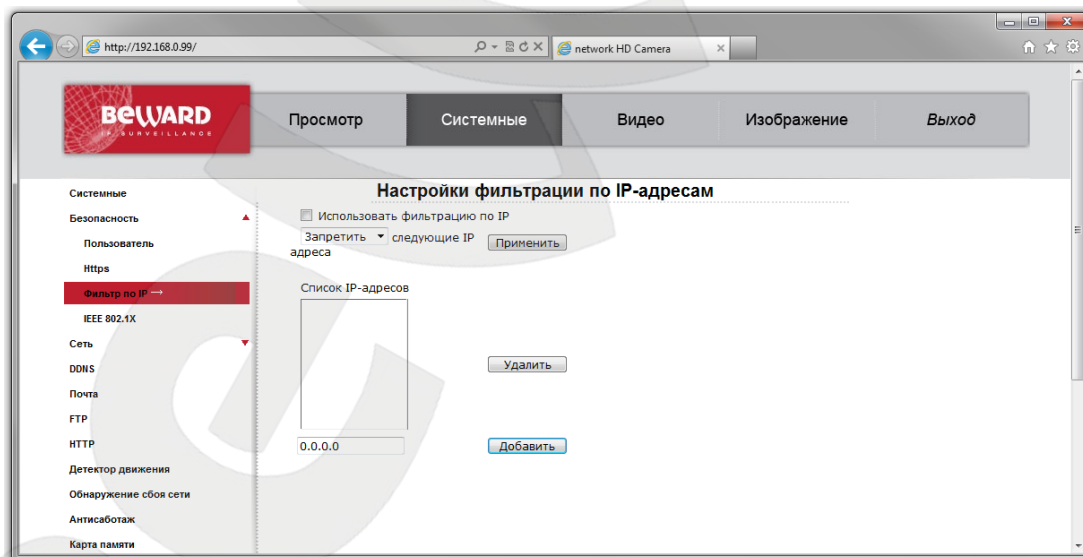 http://192.168.0.99/
network HD Camera
BEWARD
IP SURVEILLANCE
Просмотр
Системные
Видео
Изображение
Выход
Системные
Безопасность
Пользователь
Https
Фильтр по IP →
IEEE 802.1X
Сеть
DDNS
Почта
FTP
HTTP
Детектор движения
Обнаружение сбоя сети
Антисаботаж
Карта памяти
Настройки фильтрации по IP-адресам
Использовать фильтрацию по IP
Запретить следующие IP
адреса
Применить
Список IP-адресов
Удалить
0.0.0.0
Добавить